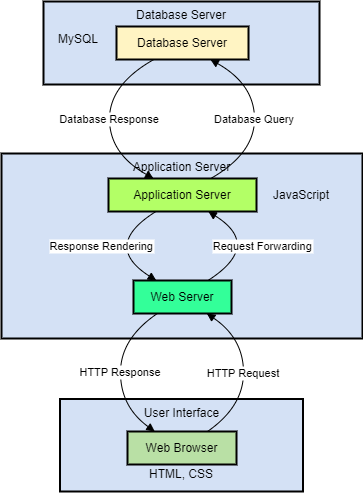 Database Server
MySQL
Database Server
Database Response
Database Query
Application Server
Application Server
JavaScript
Response Rendering
Request Forwarding
Web Server
HTTP Response
HTTP Request
User Interface
Web Browser
HTML, CSS